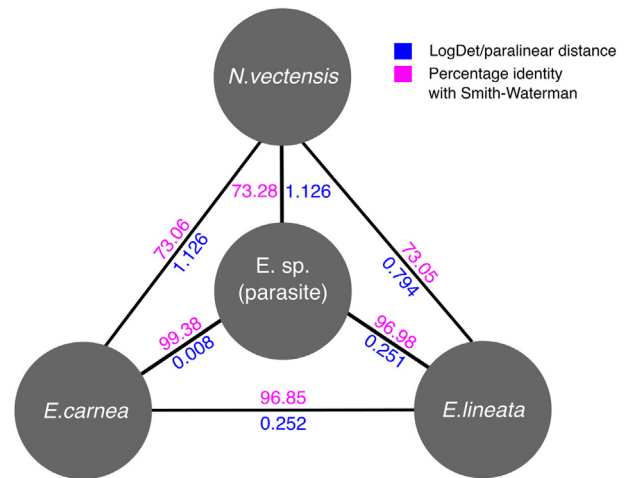 N.vectensis
LogDet/paralinear distance
Percentage identity
with Smith-Waterman
73.28
1.126
73.06
1.126
73.05
0.794
E. sp.
(parasite)
99.38
0.008
96.98
0.251
E.carnea
96.85
0.252
E.lineata